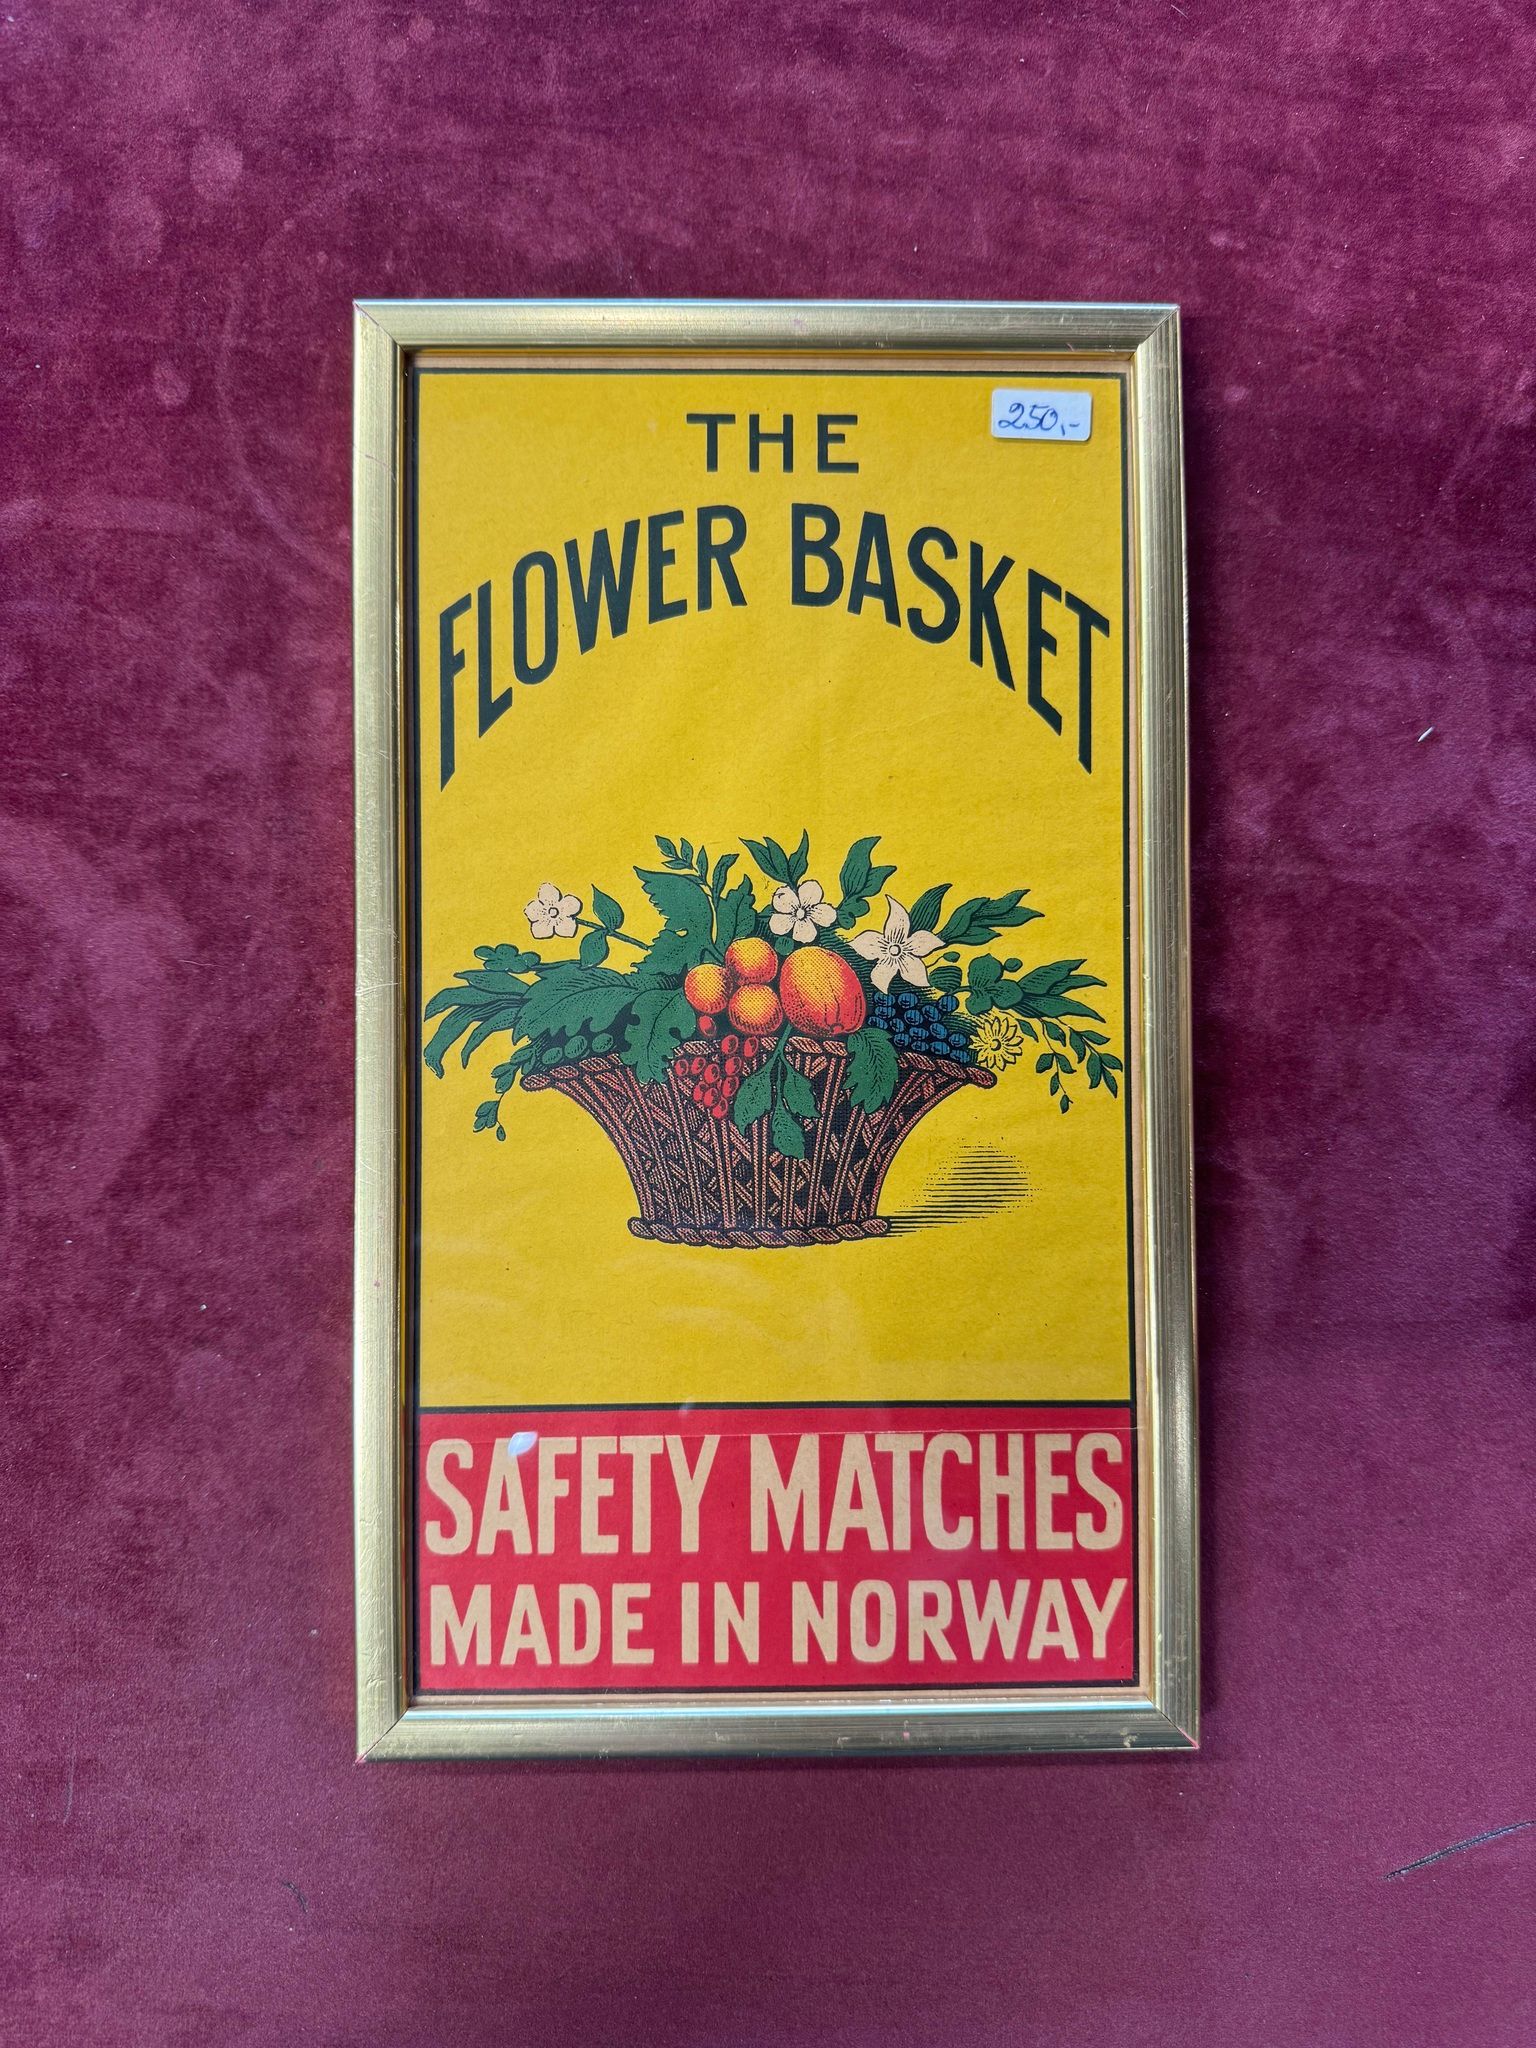 THE
250,-
FLOWER BASKET
SAFETY MATCHES
MADE IN NORWAY